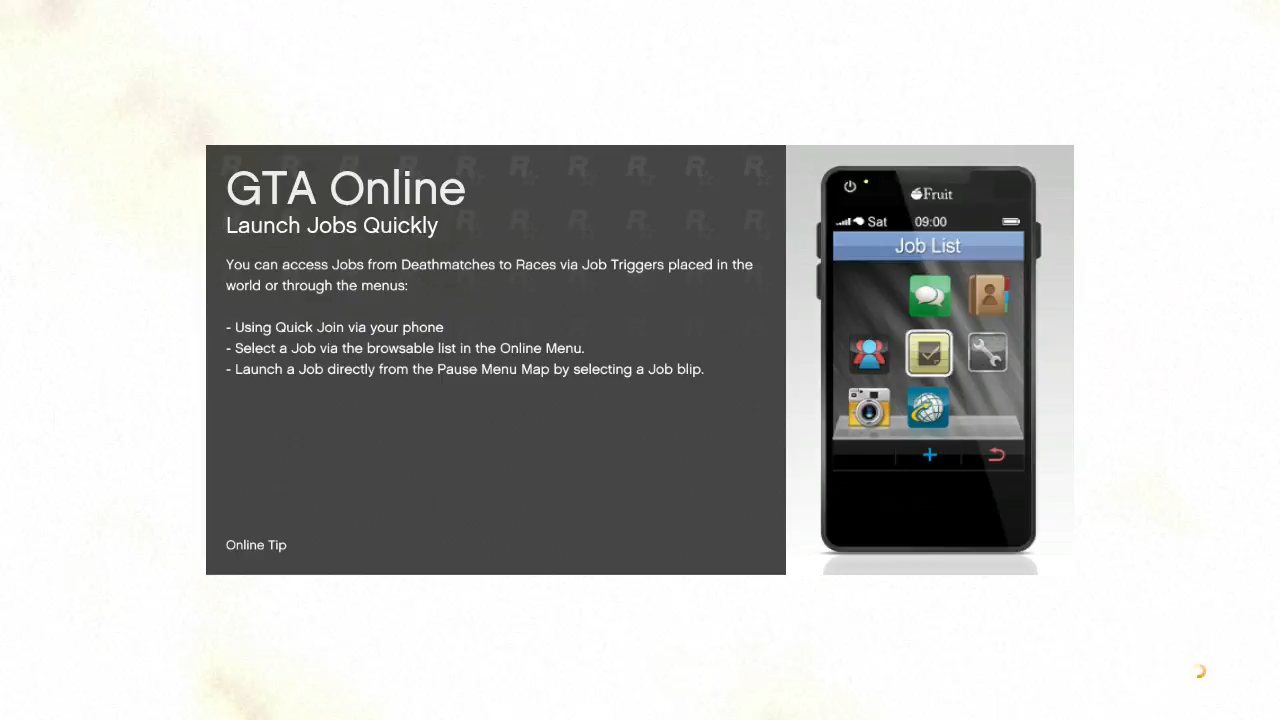 GTA Online
Launch Jobs Quickly
You can access Jobs from Deathmatches to Races via Job Triggers placed in the
world or through the menus:
- Using Quick Join via your phone
- Select a Job via the browsable list in the Online Menu.
- Launch a Job directly from the Pause Menu Map by selecting a Job blip.
Online Tip
Fruit
Sat 09:00
Job List